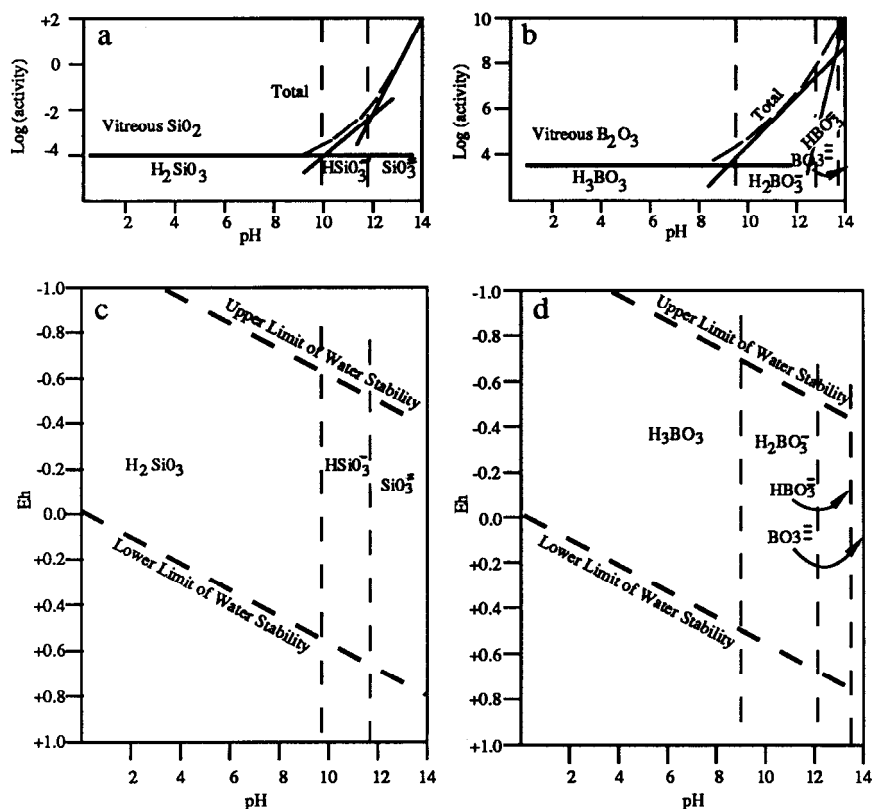 a
+2
0
-2
-4
Log (activity)
Total
Vitreous SiO2
H2SiO3
HSiO3-
SiO3=
2 4 6 8 10 12 14
pH
b
10
8
6
4
Log (activity)
Total
Vitreous B2O3
HBO3=
BO3≡
H3BO3
H2BO3-
2 4 6 8 10 12 14
pH
c
-1.0
-0.8
-0.6
-0.4
-0.2
0.0
+0.2
+0.4
+0.6
+0.8
+1.0
Eh
Upper Limit of Water Stability
H2SiO3
HSiO3-
SiO3=
Lower Limit of Water Stability
2 4 6 8 10 12 14
pH
d
-1.0
-0.8
-0.6
-0.4
-0.2
0.0
+0.2
+0.4
+0.6
+0.8
+1.0
Eh
Upper Limit of Water Stability
H3BO3
H2BO3-
HBO3=
BO3≡
Lower Limit of Water Stability
2 4 6 8 10 12 14
pH